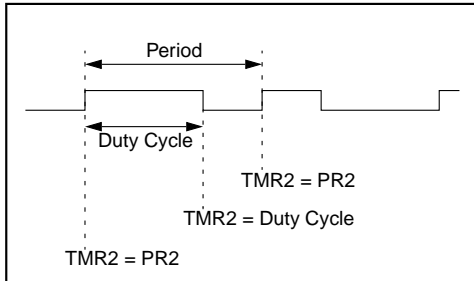 Period
Duty Cycle
TMR2 = PR2
TMR2 = Duty Cycle
TMR2 = PR2